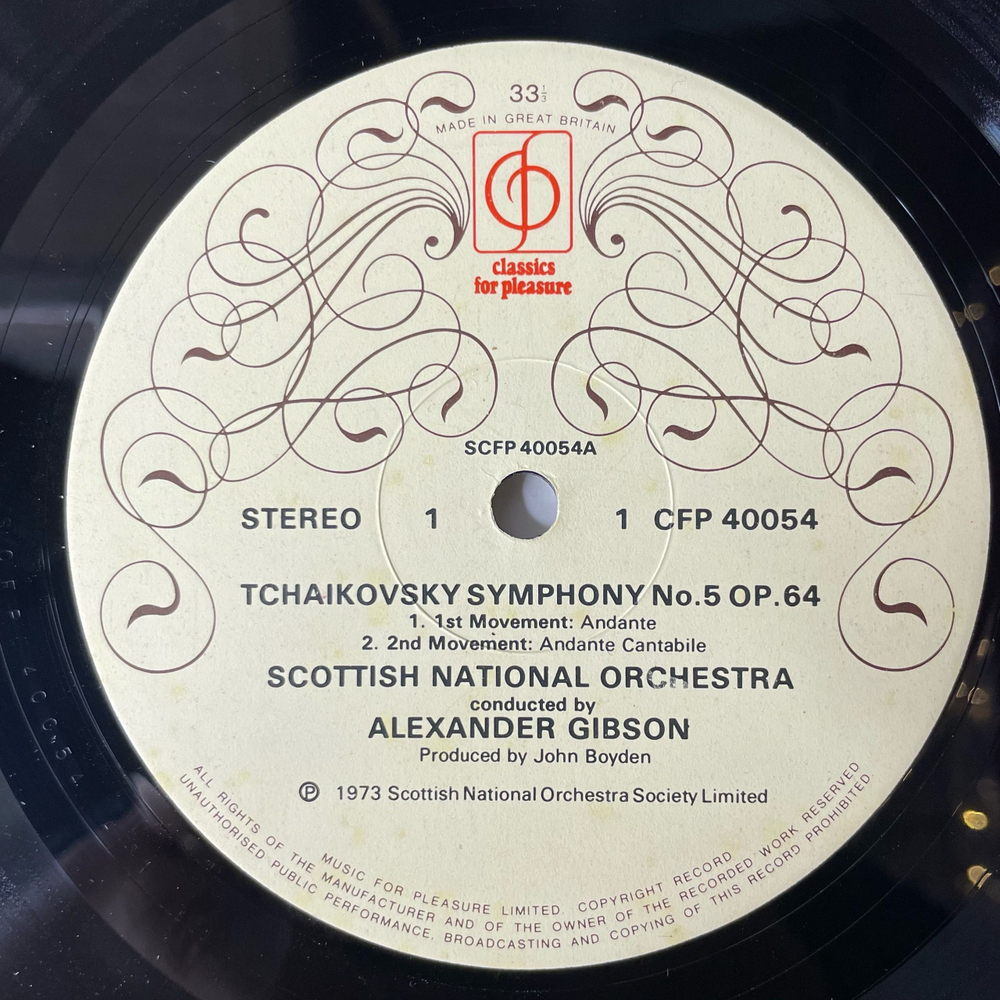 33⅓
MADE IN GREAT BRITAIN
classics
for pleasure
SCFP 40054A
STEREO 1 1 CFP 40054
TCHAIKOVSKY SYMPHONY No.5 OP.64
1. 1st Movement: Andante
2. 2nd Movement: Andante Cantabile
SCOTTISH NATIONAL ORCHESTRA
conducted by
ALEXANDER GIBSON
Produced by John Boyden
℗ 1973 Scottish National Orchestra Society Limited
MUSIC FOR PLEASURE LIMITED. COPYRIGHT RECORD
ALL RIGHTS OF THE MANUFACTURER AND OF THE OWNER OF THE RECORDED WORK RESERVED
UNAUTHORISED PUBLIC PERFORMANCE, BROADCASTING AND COPYING OF THIS RECORD PROHIBITED